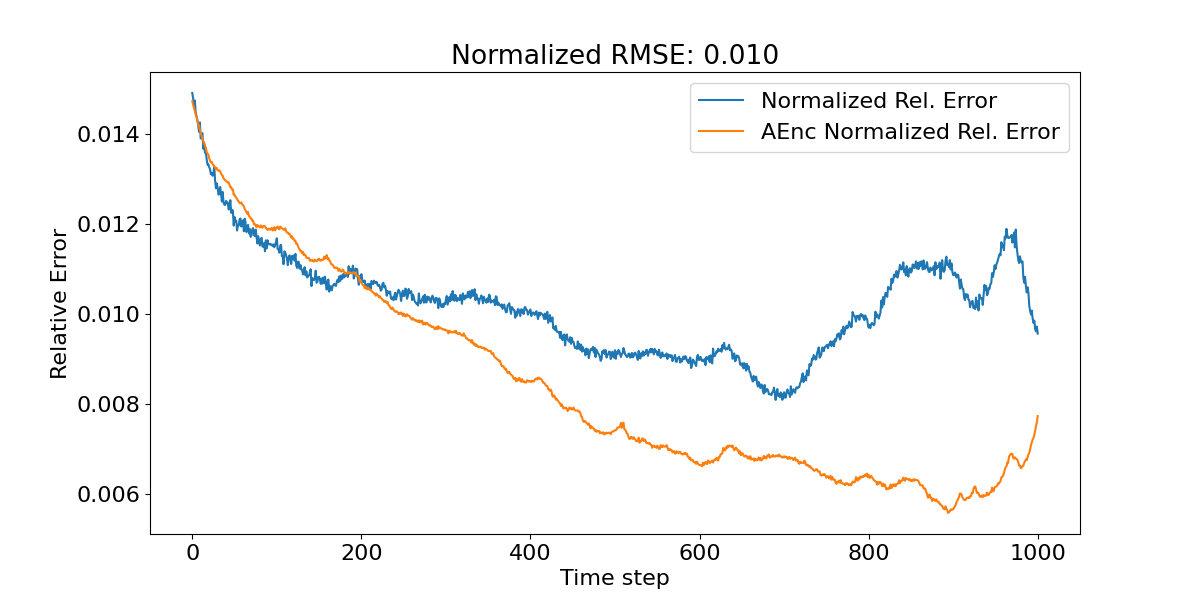 Normalized RMSE: 0.010
Normalized Rel. Error
AEnc Normalized Rel. Error
Relative Error
0.014
0.012
0.010
0.008
0.006
0 200 400 600 800 1000
Time step